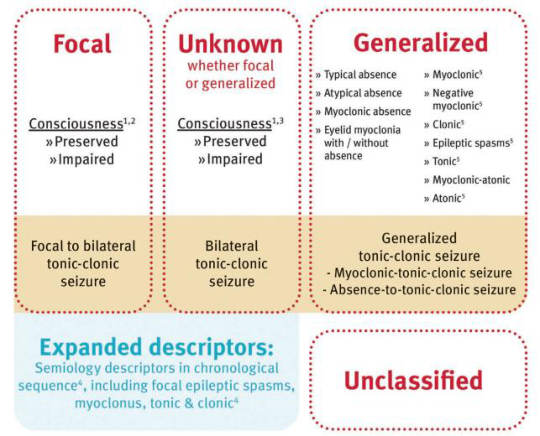 Focal
Consciousness¹,²
» Preserved
» Impaired
Focal to bilateral
tonic-clonic
seizure
Unknown
whether focal
or generalized
Consciousness¹,³
» Preserved
» Impaired
Bilateral
tonic-clonic
seizure
Generalized
» Typical absence
» Atypical absence
» Myoclonic absence
» Eyelid myoclonia
with / without
absence
» Myoclonic⁵
» Negative
myoclonic⁵
» Clonic⁵
» Epileptic spasms⁵
» Tonic⁵
» Myoclonic-atonic
» Atonic⁵
Generalized
tonic-clonic seizure
- Myoclonic-tonic-clonic seizure
- Absence-to-tonic-clonic seizure
Expanded descriptors:
Semiology descriptors in chronological
sequence⁴, including focal epileptic spasms,
myoclonus, tonic & clonic⁶
Unclassified